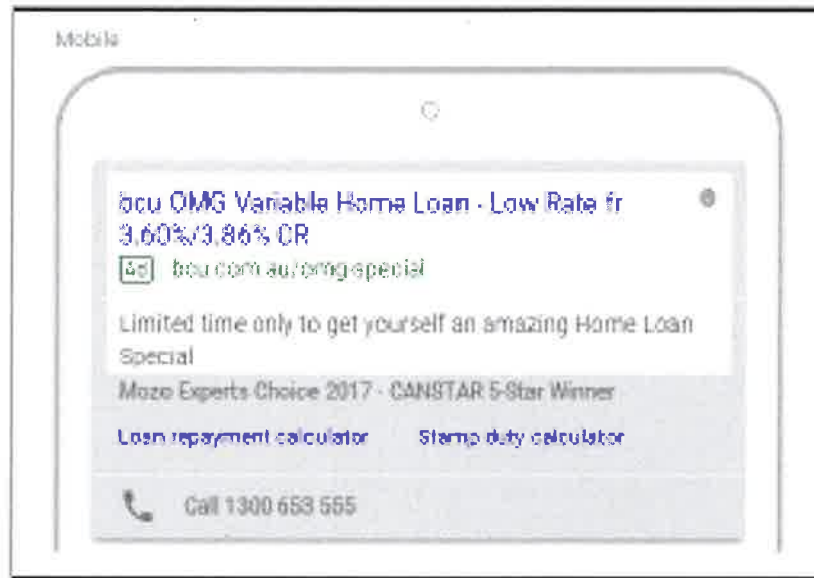 Mobile
bcu OMG Variable Home Loan - Low Rate fr
3.60%/3.86% CR
Ad bcu.com.au/omg-special
Limited time only to get yourself an amazing Home Loan
Special
Mozo Experts Choice 2017 - CANSTAR 5-Star Winner
Loan repayment calculator Stamp duty calculator
Call 1300 653 555